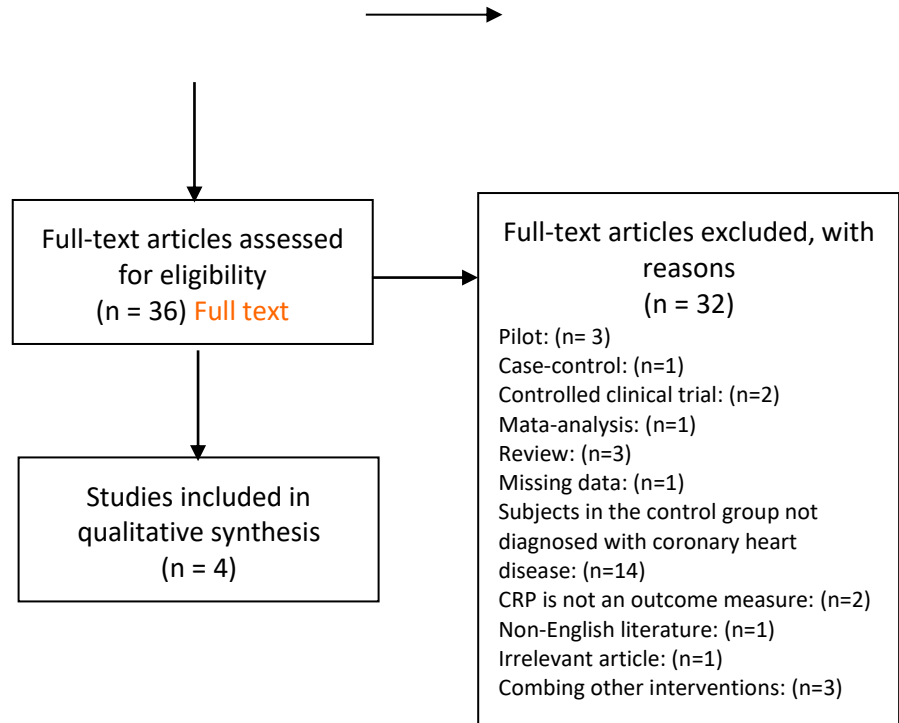 Full-text articles assessed
for eligibility
(n = 36) Full text
Studies included in
qualitative synthesis
(n = 4)
Full-text articles excluded, with
reasons
(n = 32)
Pilot: (n= 3)
Case-control: (n=1)
Controlled clinical trial: (n=2)
Mata-analysis: (n=1)
Review: (n=3)
Missing data: (n=1)
Subjects in the control group not
diagnosed with coronary heart
disease: (n=14)
CRP is not an outcome measure: (n=2)
Non-English literature: (n=1)
Irrelevant article: (n=1)
Combing other interventions: (n=3)